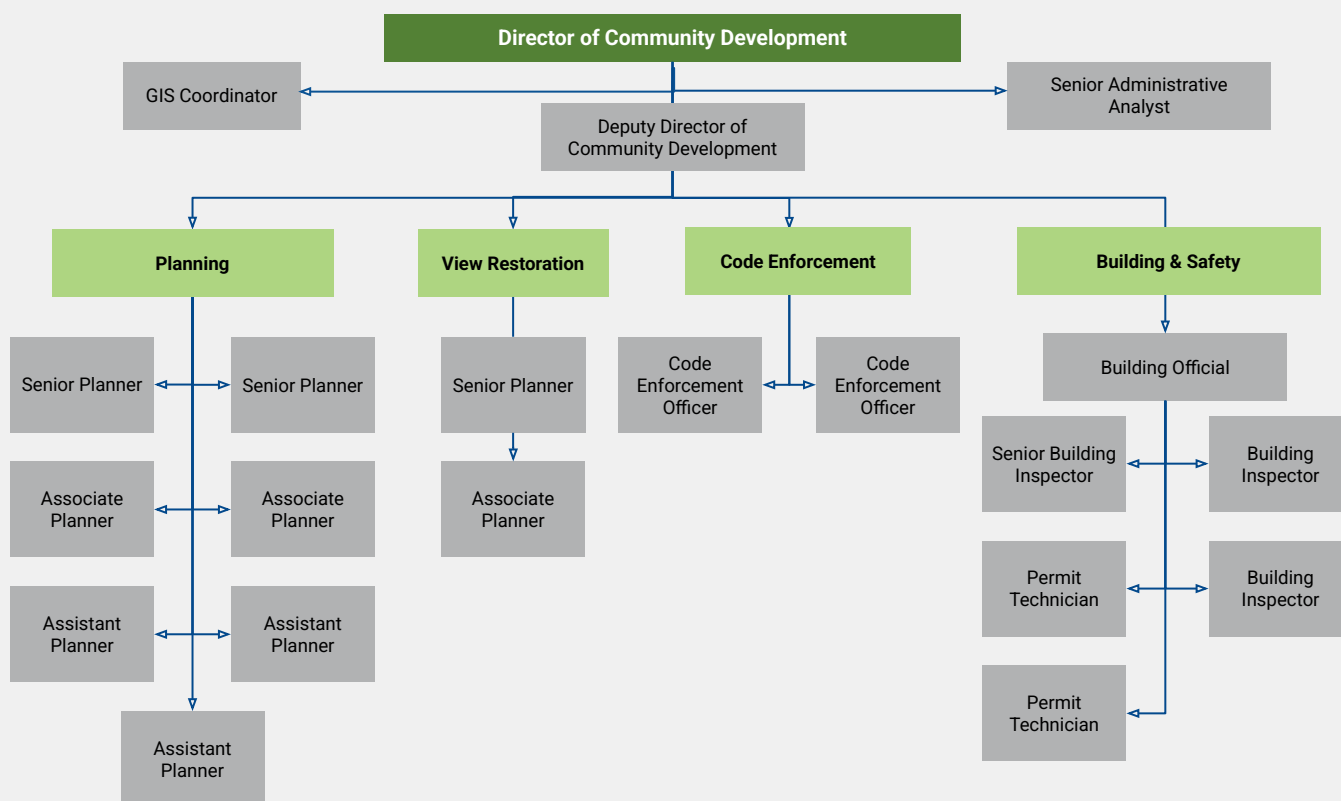 Director of Community Development
GIS Coordinator
Senior Administrative
Analyst
Deputy Director of
Community Development
Planning
View Restoration
Code Enforcement
Building & Safety
Senior Planner
Senior Planner
Senior Planner
Code
Enforcement
Officer
Code
Enforcement
Officer
Building Official
Associate
Planner
Associate
Planner
Associate
Planner
Senior Building
Inspector
Building
Inspector
Assistant
Planner
Assistant
Planner
Permit
Technician
Building
Inspector
Assistant
Planner
Permit
Technician